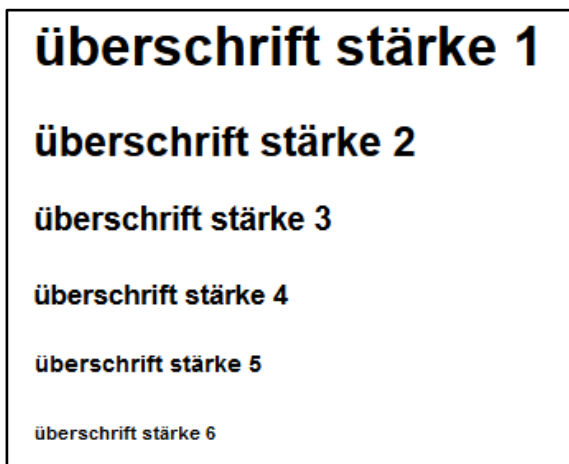 überschrift stärke 1
überschrift stärke 2
überschrift stärke 3
überschrift stärke 4
überschrift stärke 5
überschrift stärke 6